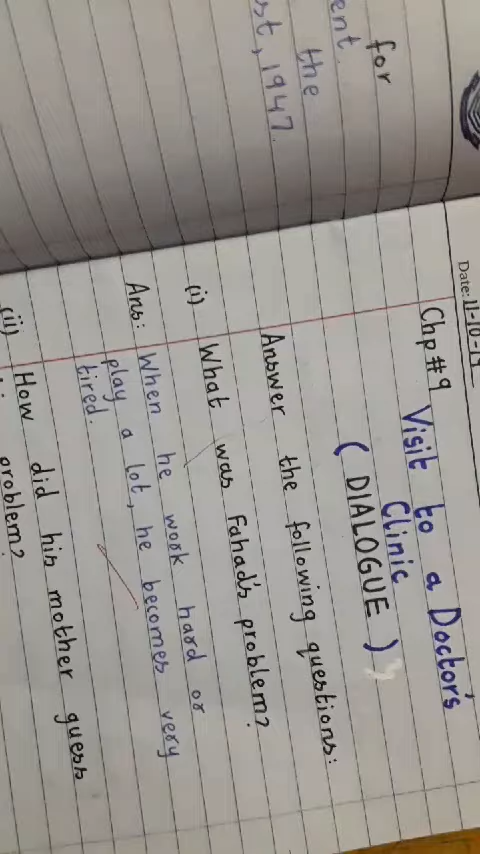 for
ent
the
st, 1947.
Date: 11-10-19
Chp#9 Visit to a Doctor's
Clinic
(DIALOGUE)
Answer the following questions:
(i) What was Fahad's problem?
Ans: When he work hard or
play a lot, he becomes very
tired.
(ii) How did his mother guess
problem?